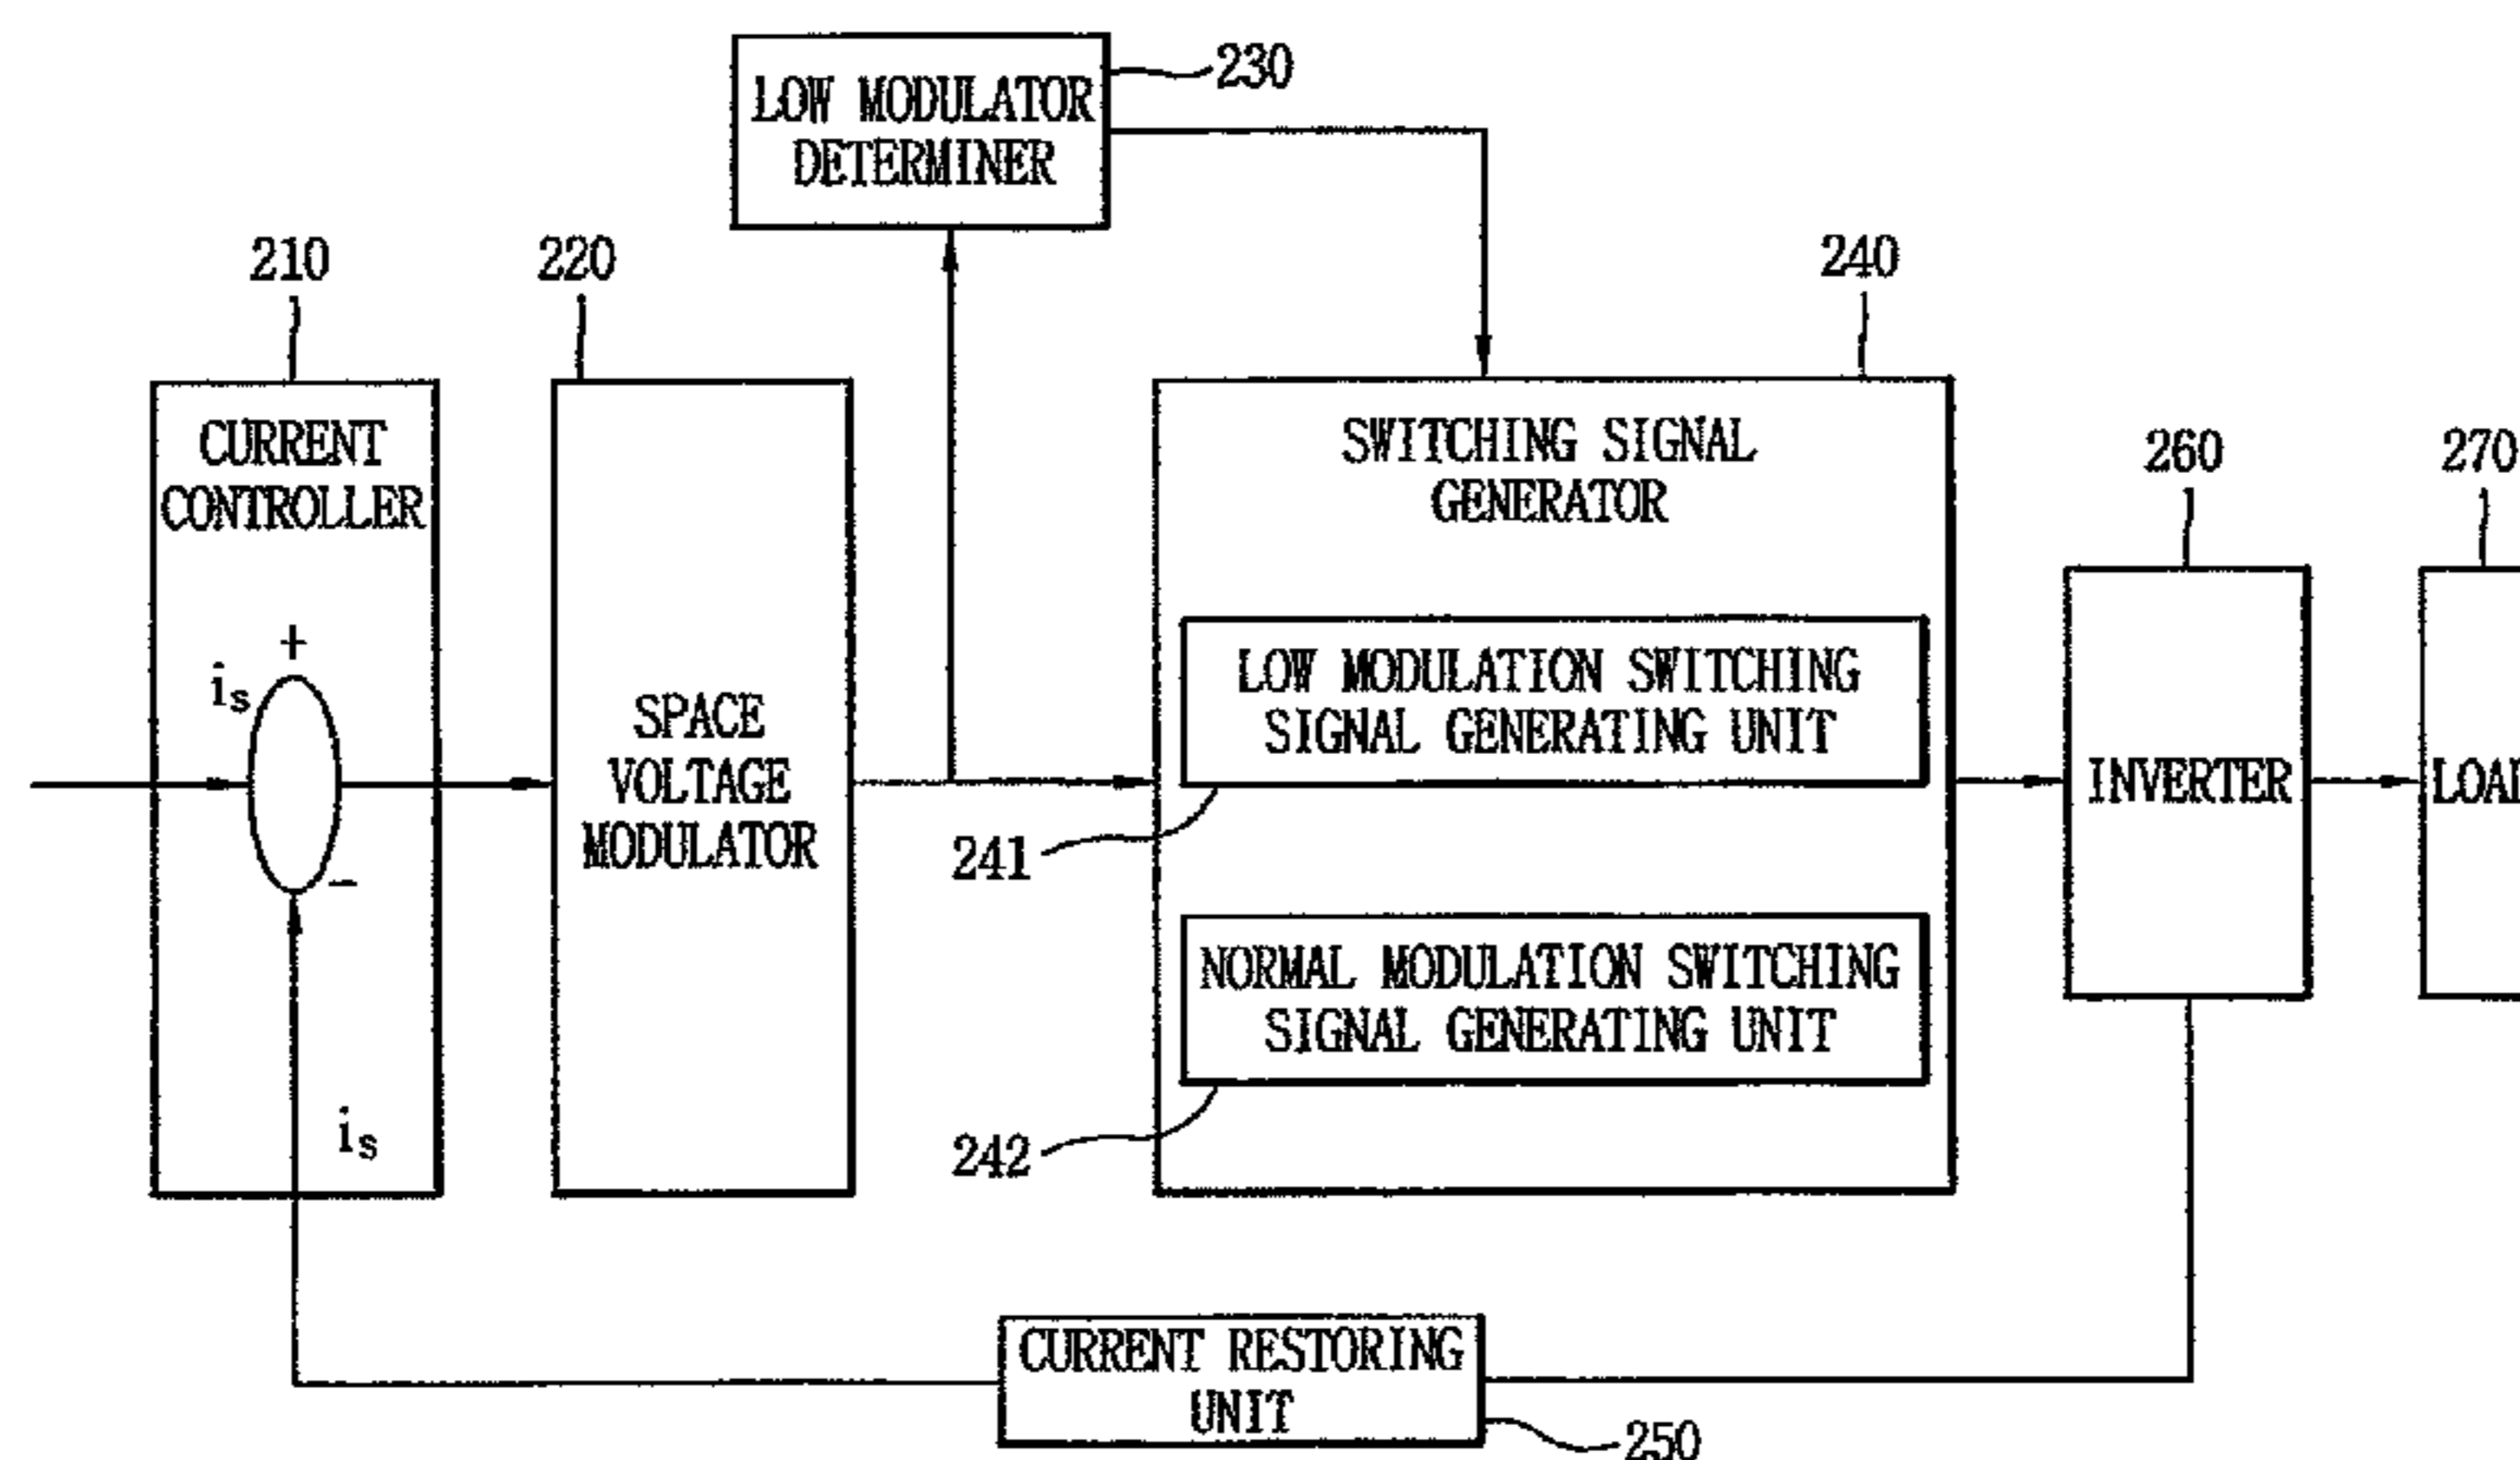 230
LOW MODULATOR
DETERMINER
210
220
240
CURRENT
CONTROLLER
SWITCHING SIGNAL
GENERATOR
260
270
+
is
LOW MODULATION SWITCHING
SIGNAL GENERATING UNIT
SPACE
VOLTAGE
MODULATOR
INVERTER
241
−
NORMAL MODULATION SWITCHING
SIGNAL GENERATING UNIT
242
is
CURRENT RESTORING
UNIT
250